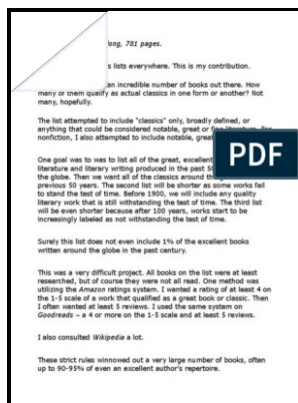 long, 781 pages.
s lists everywhere. This is my contribution.
an incredible number of books out there. How
many of them qualify as actual classics in one form or another? Not
many, hopefully.
The list attempted to include "classics" only, broadly defined, or
anything that could be considered notable, great or fine literature. For
nonfiction, I also attempted to include notable, great
PDF
One goal was to was to list all of the great, excellent
literature and literary writing produced in the past 5
the globe. Then we want all of the classics around th
previous 50 years. The second list will be shorter as some works fail
to stand the test of time. Before 1900, we will include any quality
literary work that is still withstanding the test of time. The third list
will be even shorter because after 100 years, works start to be
increasingly labeled as not withstanding the test of time.
Surely this list does not even include 1% of the excellent books
written around the globe in the past century.
This was a very difficult project. All books on the list were at least
researched, but of course they were not all read. One method was
utilizing the Amazon ratings system. I wanted a rating of at least 4 on
the 1-5 scale of a work that qualified as a great book or classic. Then
I often wanted at least 5 reviews. I used the same system on
Goodreads – a 4 or more on the 1-5 scale and at least 5 reviews.
I also consulted Wikipedia a lot.
These strict rules winnowed out a very large number of books, often
up to 90-95% of even an excellent author's repertoire.